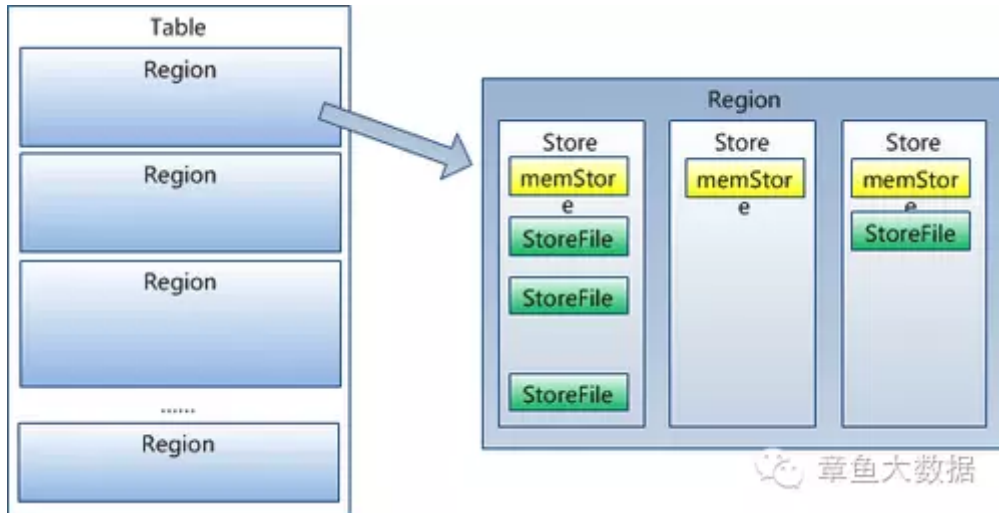 Table
Region
Region
Region
......
Region
Region
Store
memStor
e
StoreFile
StoreFile
StoreFile
Store
memStor
e
Store
memStor
e
StoreFile
章鱼大数据